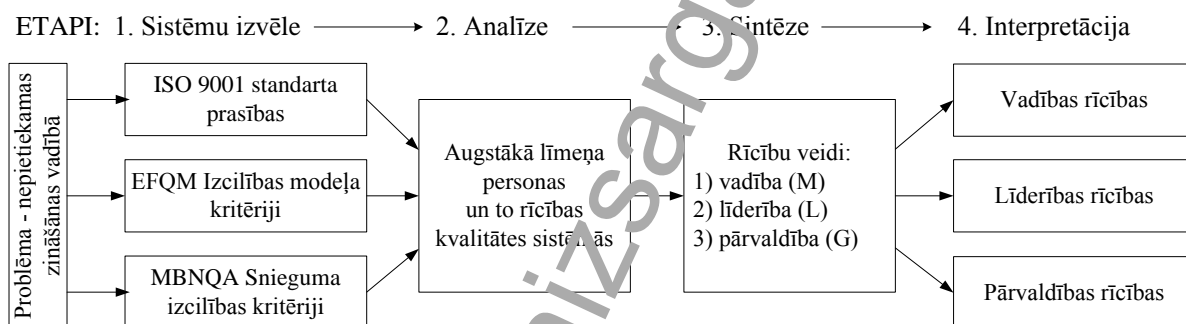 ETAPI: 1. Sistēmu izvēle 2. Analīze 3. Sintēze 4. Interpretācija
Problēma - nepietiekamas
zināšānas vadībā
ISO 9001 standarta
prasības
EFQM Izcilības modeļa
kritēriji
MBNQA Snieguma
izcilības kritēriji
Augstākā līmeņa
personas
un to rīcības
kvalitātes sistēmās
Rīcību veidi:
1) vadība (M)
2) līderība (L)
3) pārvaldība (G)
Vadības rīcības
Līderības rīcības
Pārvaldības rīcības